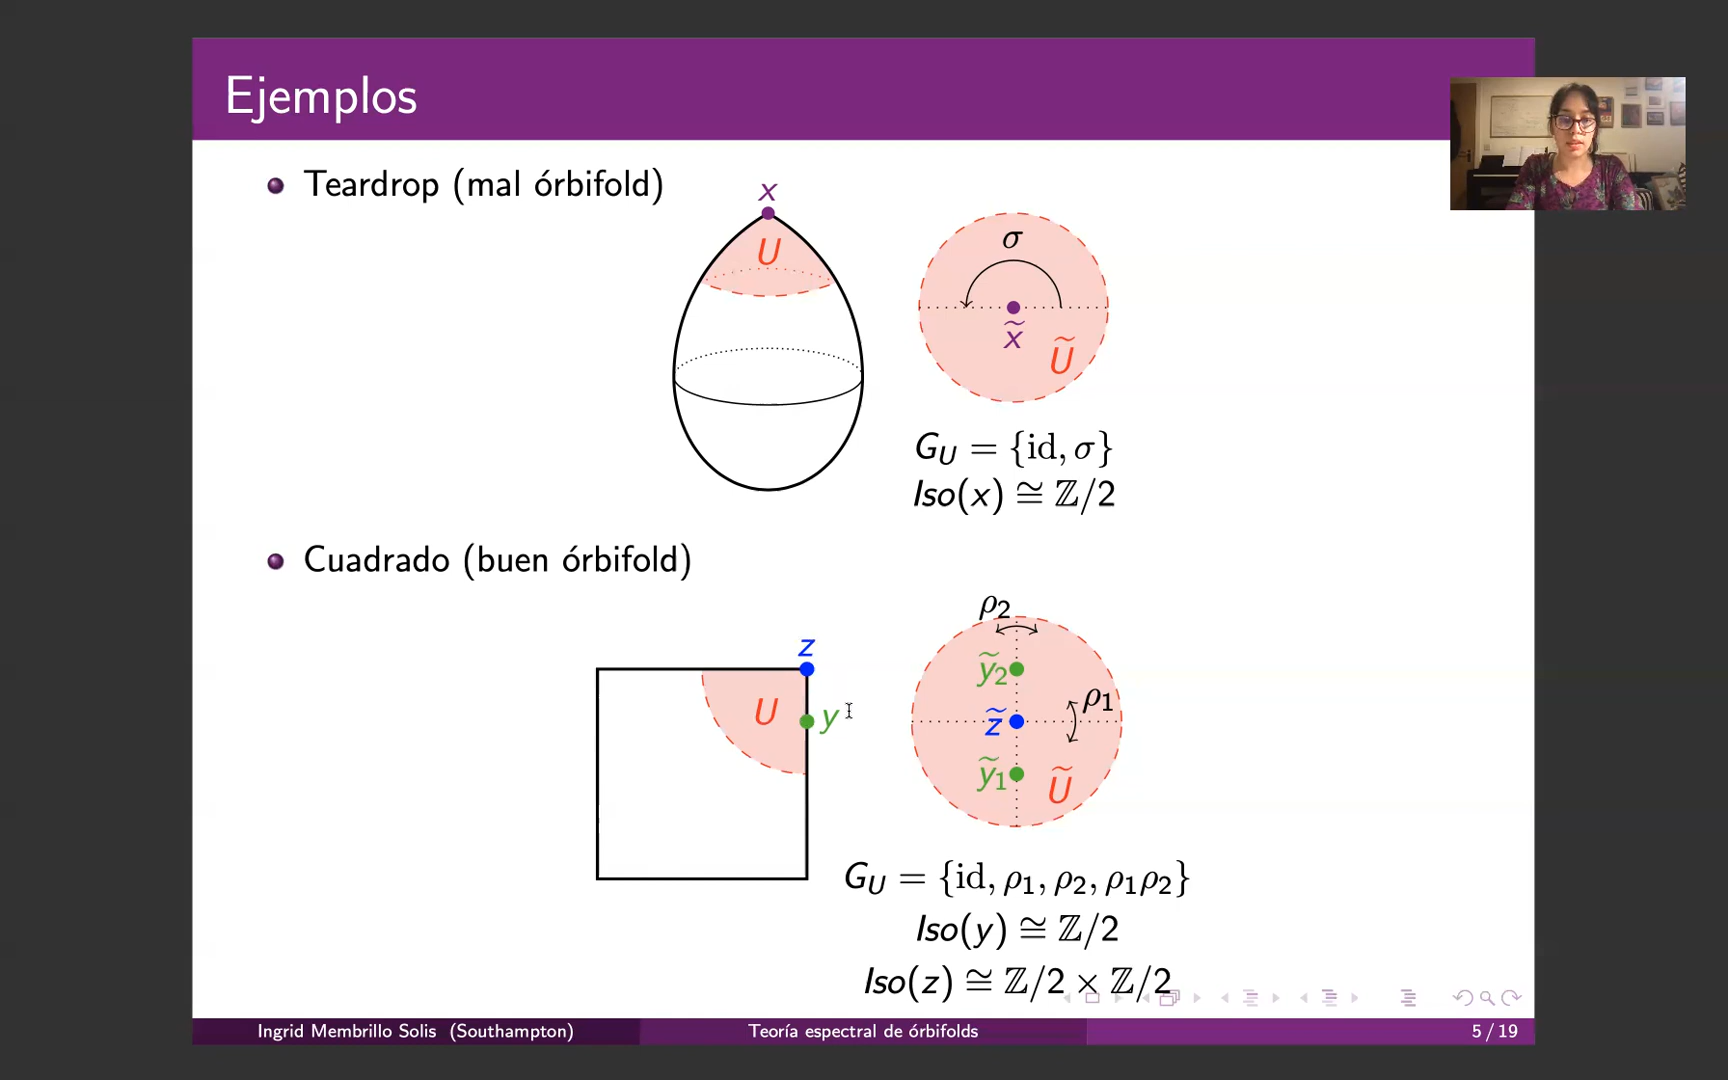 Ejemplos
Teardrop (mal órbifold)
x
U
σ
x̃
Ũ
G_U = {id, σ}
Iso(x) ≅ ℤ/2
Cuadrado (buen órbifold)
z
U
y
ρ₂
ỹ₂
ρ₁
z̃
ỹ₁
Ũ
G_U = {id, ρ₁, ρ₂, ρ₁ρ₂}
Iso(y) ≅ ℤ/2
Iso(z) ≅ ℤ/2 × ℤ/2
Ingrid Membrillo Solis (Southampton)
Teoría espectral de órbifolds
5 / 19